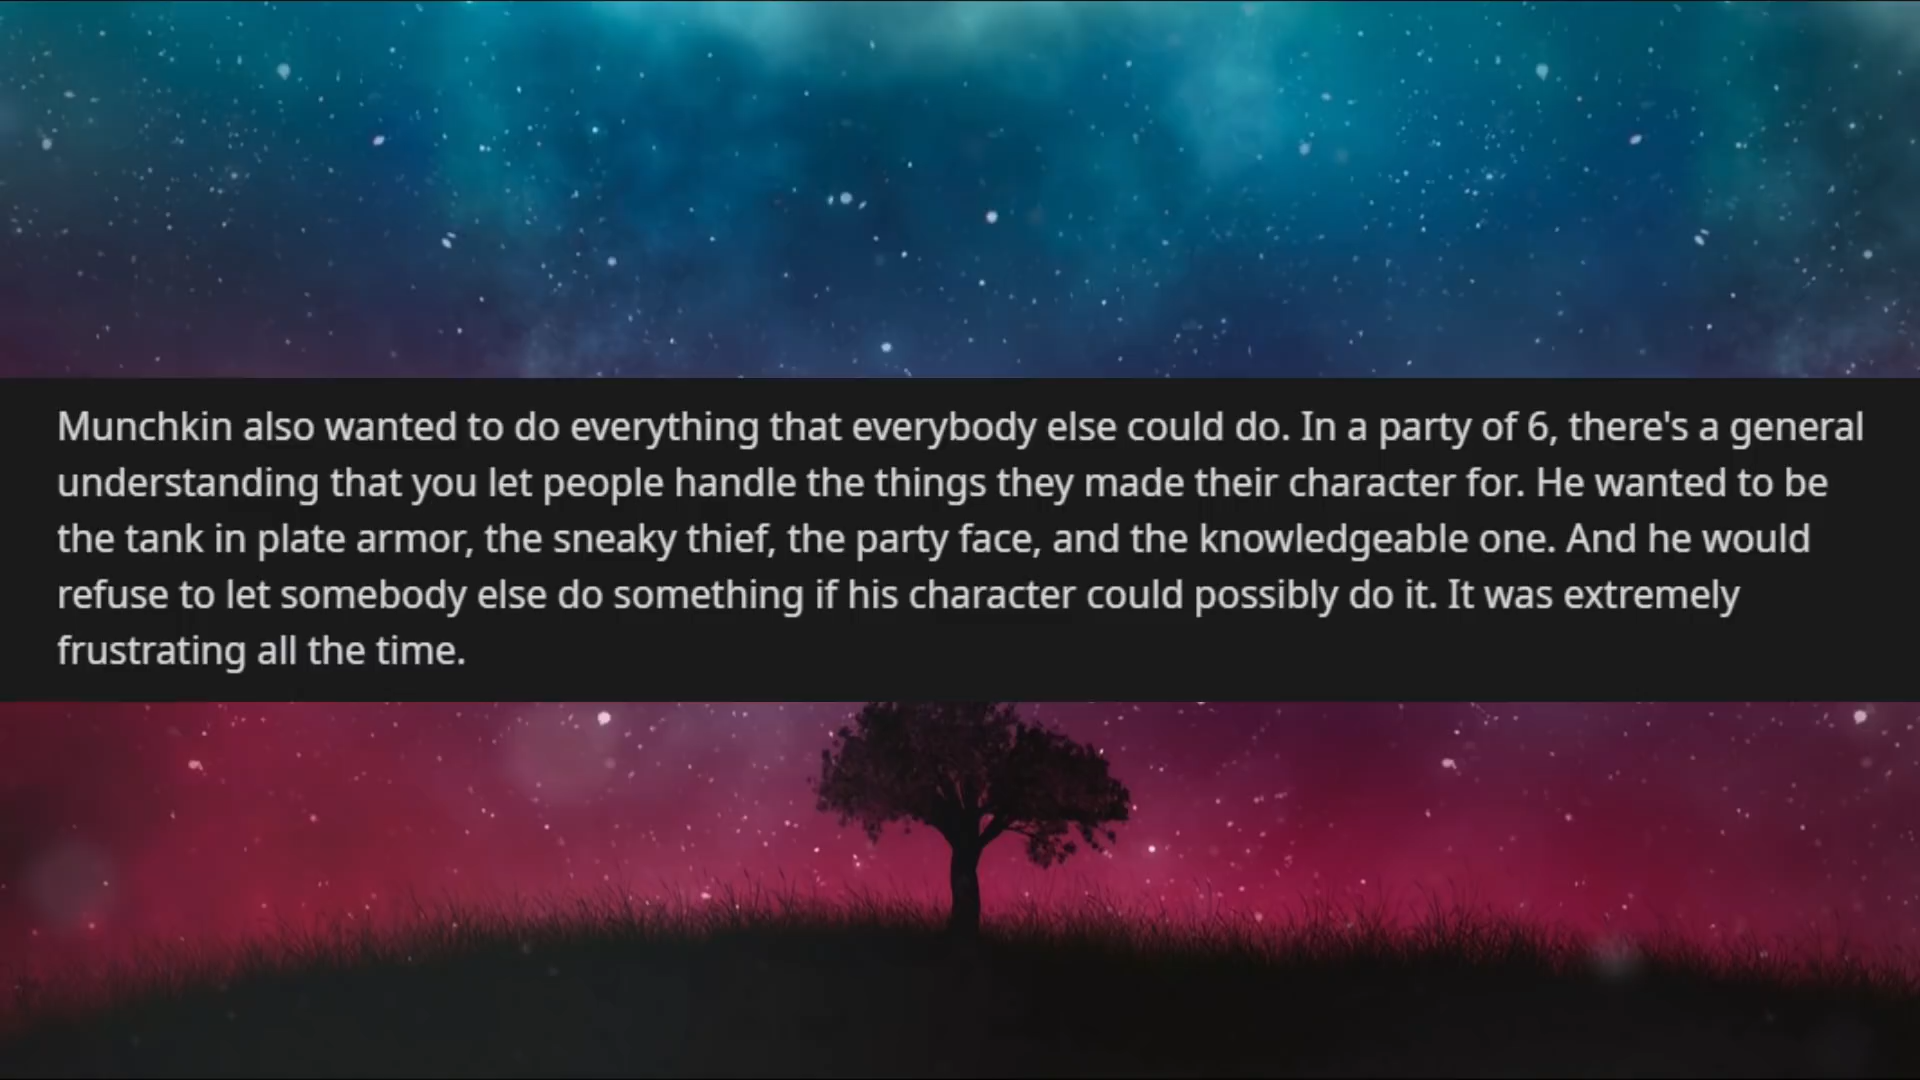 Munchkin also wanted to do everything that everybody else could do. In a party of 6, there's a general
understanding that you let people handle the things they made their character for. He wanted to be
the tank in plate armor, the sneaky thief, the party face, and the knowledgeable one. And he would
refuse to let somebody else do something if his character could possibly do it. It was extremely
frustrating all the time.